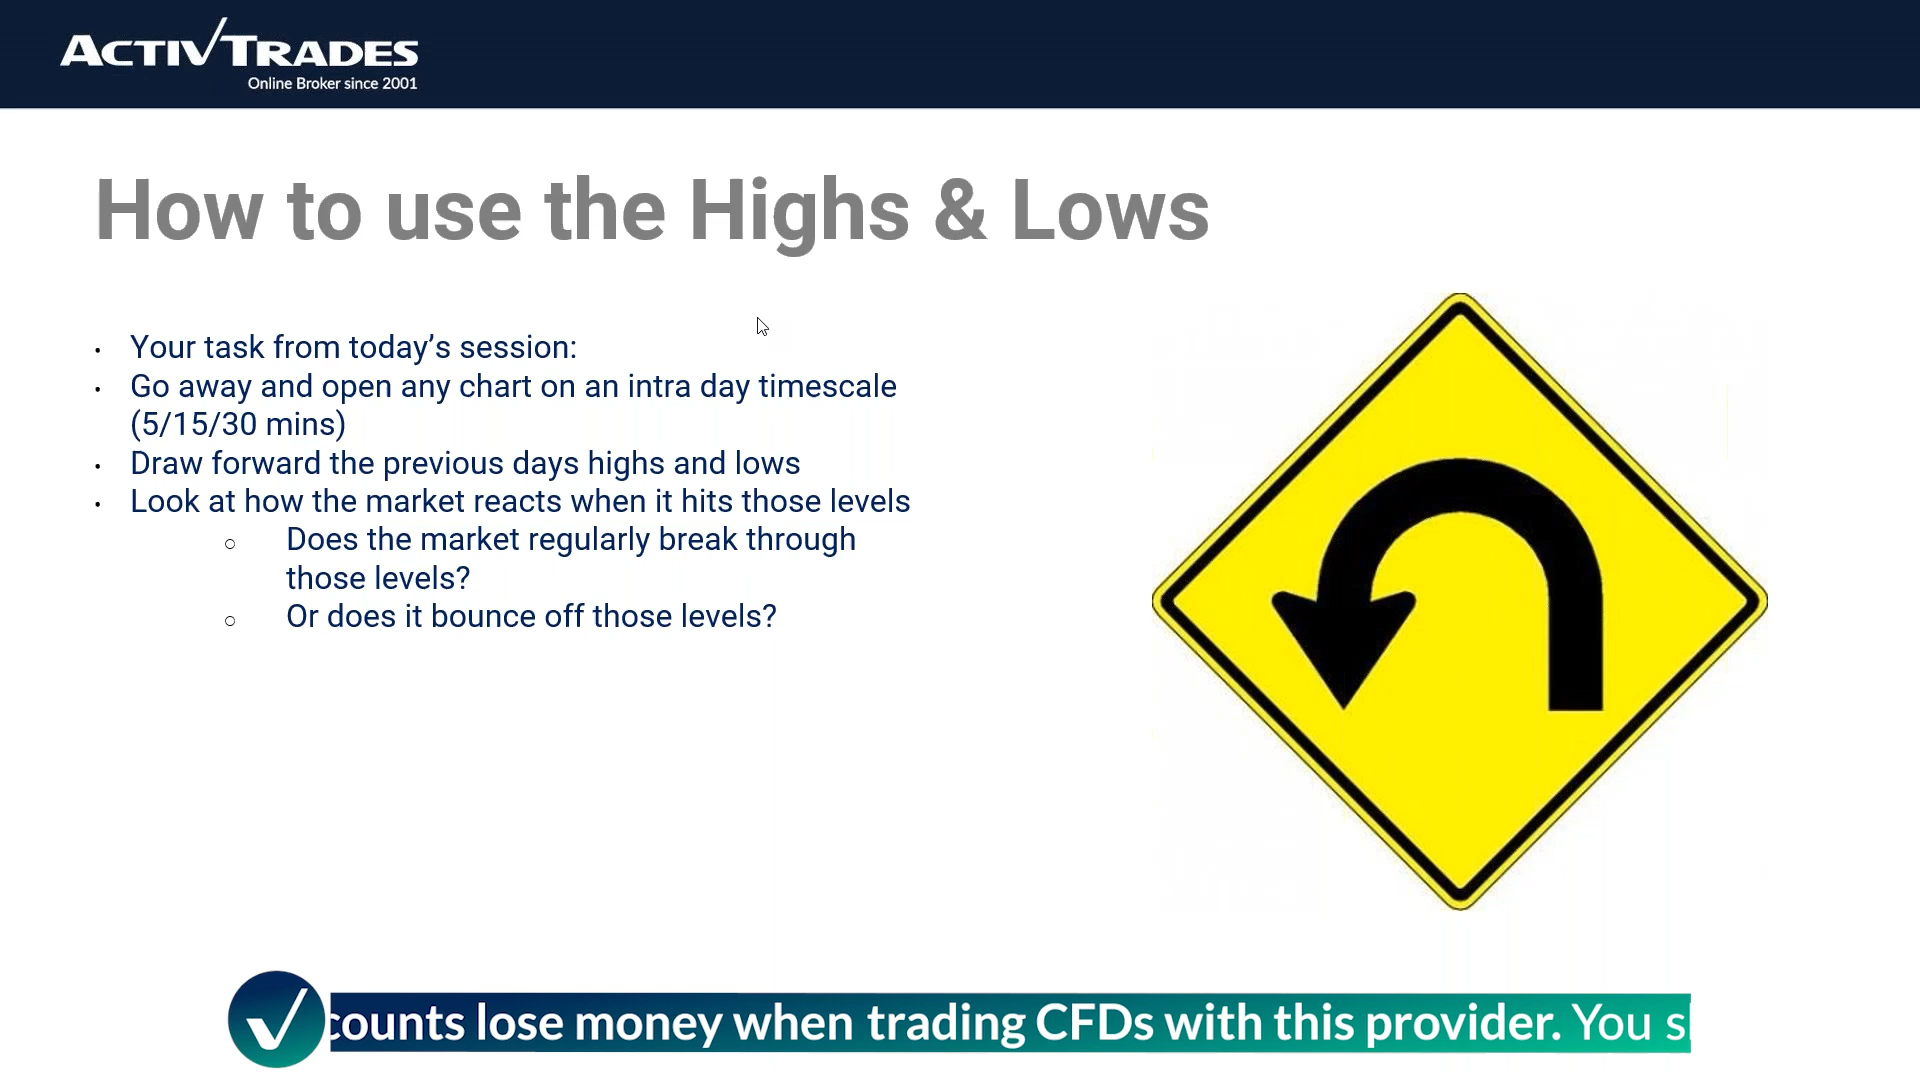 ACTIVTRADES
Online Broker since 2001
How to use the Highs & Lows
• Your task from today’s session:
• Go away and open any chart on an intra day timescale
(5/15/30 mins)
• Draw forward the previous days highs and lows
• Look at how the market reacts when it hits those levels
○ Does the market regularly break through
those levels?
○ Or does it bounce off those levels?
lose money when trading CFDs with this provider. You